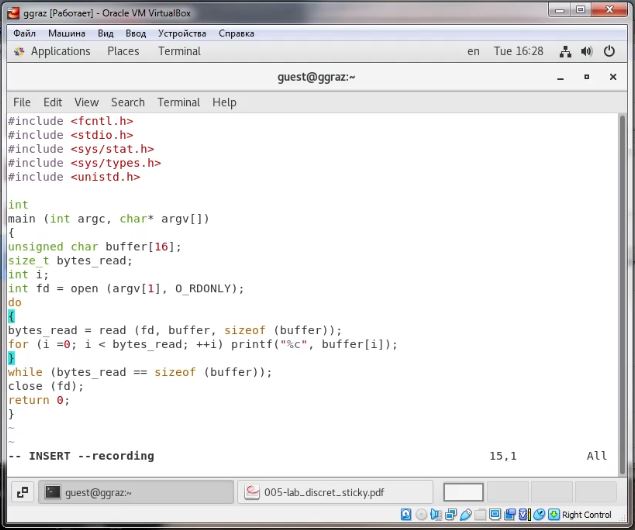 ggraz [Работает] - Oracle VM VirtualBox
Файл Машина Вид Ввод Устройства Справка
Applications Places Terminal en Tue 16:28
guest@ggraz:~
File Edit View Search Terminal Help
#include <fcntl.h>
#include <stdio.h>
#include <sys/stat.h>
#include <sys/types.h>
#include <unistd.h>
int
main (int argc, char* argv[])
{
unsigned char buffer[16];
size_t bytes_read;
int i;
int fd = open (argv[1], O_RDONLY);
do
{
bytes_read = read (fd, buffer, sizeof (buffer));
for (i =0; i < bytes_read; ++i) printf("%c", buffer[i]);
}
while (bytes_read == sizeof (buffer));
close (fd);
return 0;
}
~
~
-- INSERT --recording 15,1 All
guest@ggraz:~ 005-lab_discret_sticky.pdf
Right Control